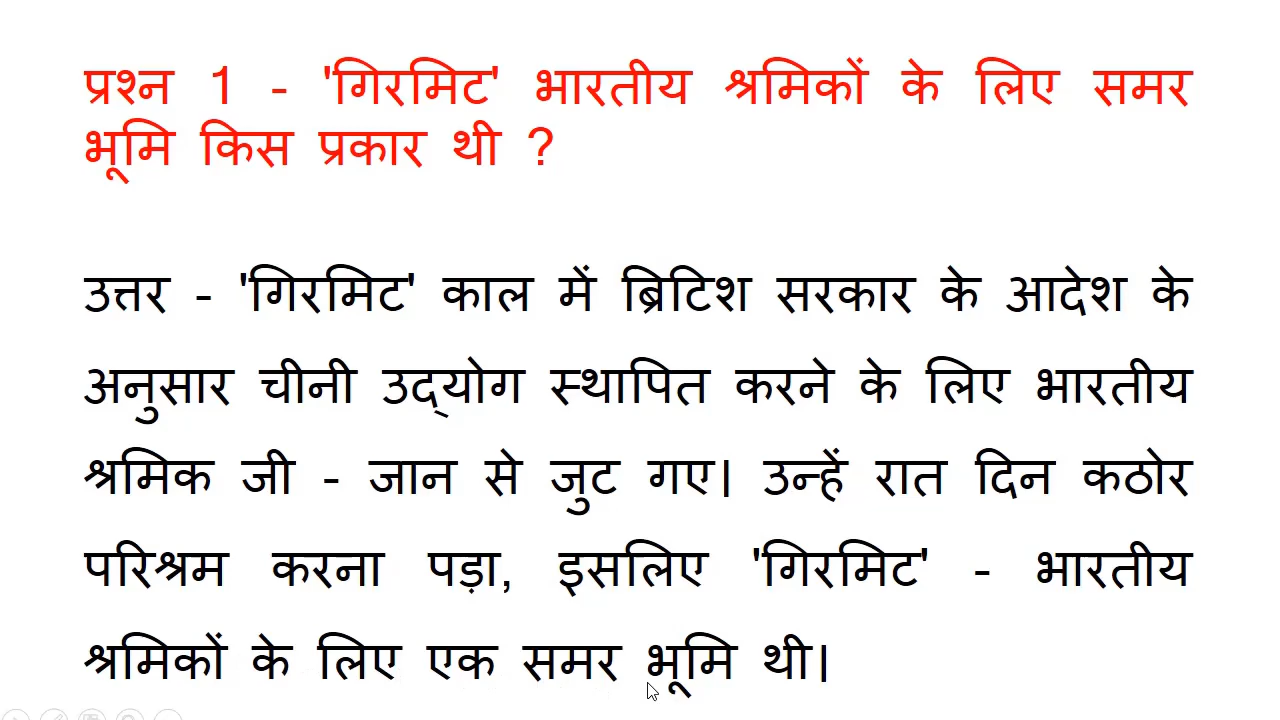 प्रश्न 1 - 'गिरमिट' भारतीय श्रमिकों के लिए समर
भूमि किस प्रकार थी ?
उत्तर - 'गिरमिट' काल में ब्रिटिश सरकार के आदेश के
अनुसार चीनी उद्‌योग स्थापित करने के लिए भारतीय
श्रमिक जी - जान से जुट गए। उन्हें रात दिन कठोर
परिश्रम करना पड़ा, इसलिए 'गिरमिट' - भारतीय
श्रमिकों के लिए एक समर भूमि थी।